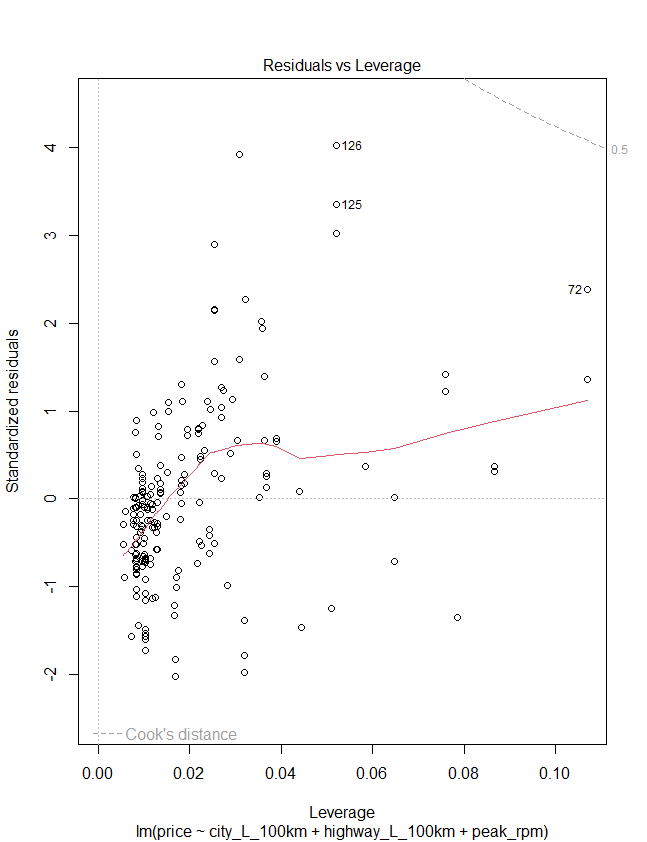 Residuals vs Leverage
Standardized residuals
4
3
2
1
0
-1
-2
126
125
72
0.5
Cook's distance
0.00 0.02 0.04 0.06 0.08 0.10
Leverage
lm(price ~ city_L_100km + highway_L_100km + peak_rpm)